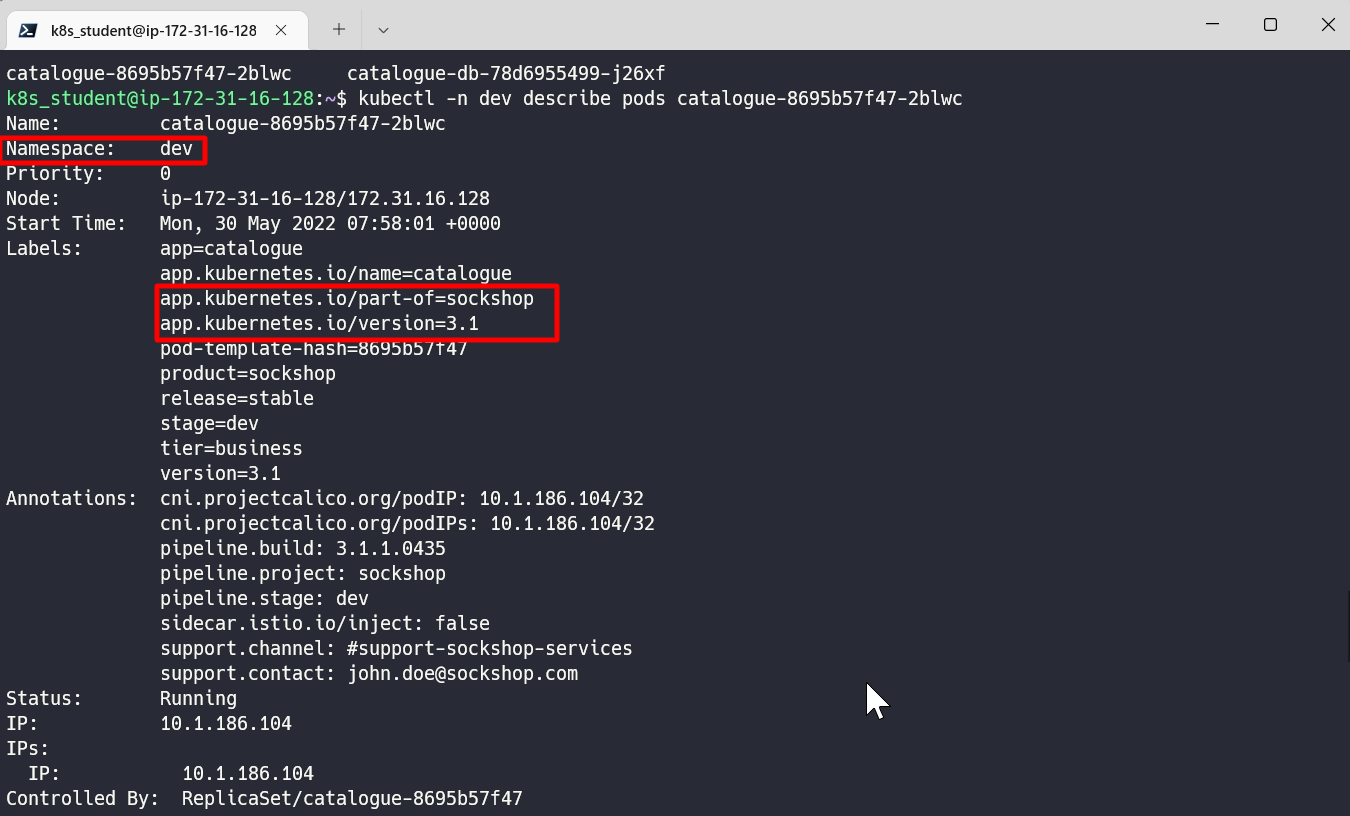 k8s_student@ip-172-31-16-128
catalogue-8695b57f47-2blwc     catalogue-db-78d6955499-j26xf
k8s_student@ip-172-31-16-128:~$ kubectl -n dev describe pods catalogue-8695b57f47-2blwc
Name:         catalogue-8695b57f47-2blwc
Namespace:    dev
Priority:     0
Node:         ip-172-31-16-128/172.31.16.128
Start Time:   Mon, 30 May 2022 07:58:01 +0000
Labels:       app=catalogue
              app.kubernetes.io/name=catalogue
              app.kubernetes.io/part-of=sockshop
              app.kubernetes.io/version=3.1
              pod-template-hash=8695b57f47
              product=sockshop
              release=stable
              stage=dev
              tier=business
              version=3.1
Annotations:  cni.projectcalico.org/podIP: 10.1.186.104/32
              cni.projectcalico.org/podIPs: 10.1.186.104/32
              pipeline.build: 3.1.1.0435
              pipeline.project: sockshop
              pipeline.stage: dev
              sidecar.istio.io/inject: false
              support.channel: #support-sockshop-services
              support.contact: john.doe@sockshop.com
Status:       Running
IP:           10.1.186.104
IPs:
  IP:           10.1.186.104
Controlled By:  ReplicaSet/catalogue-8695b57f47